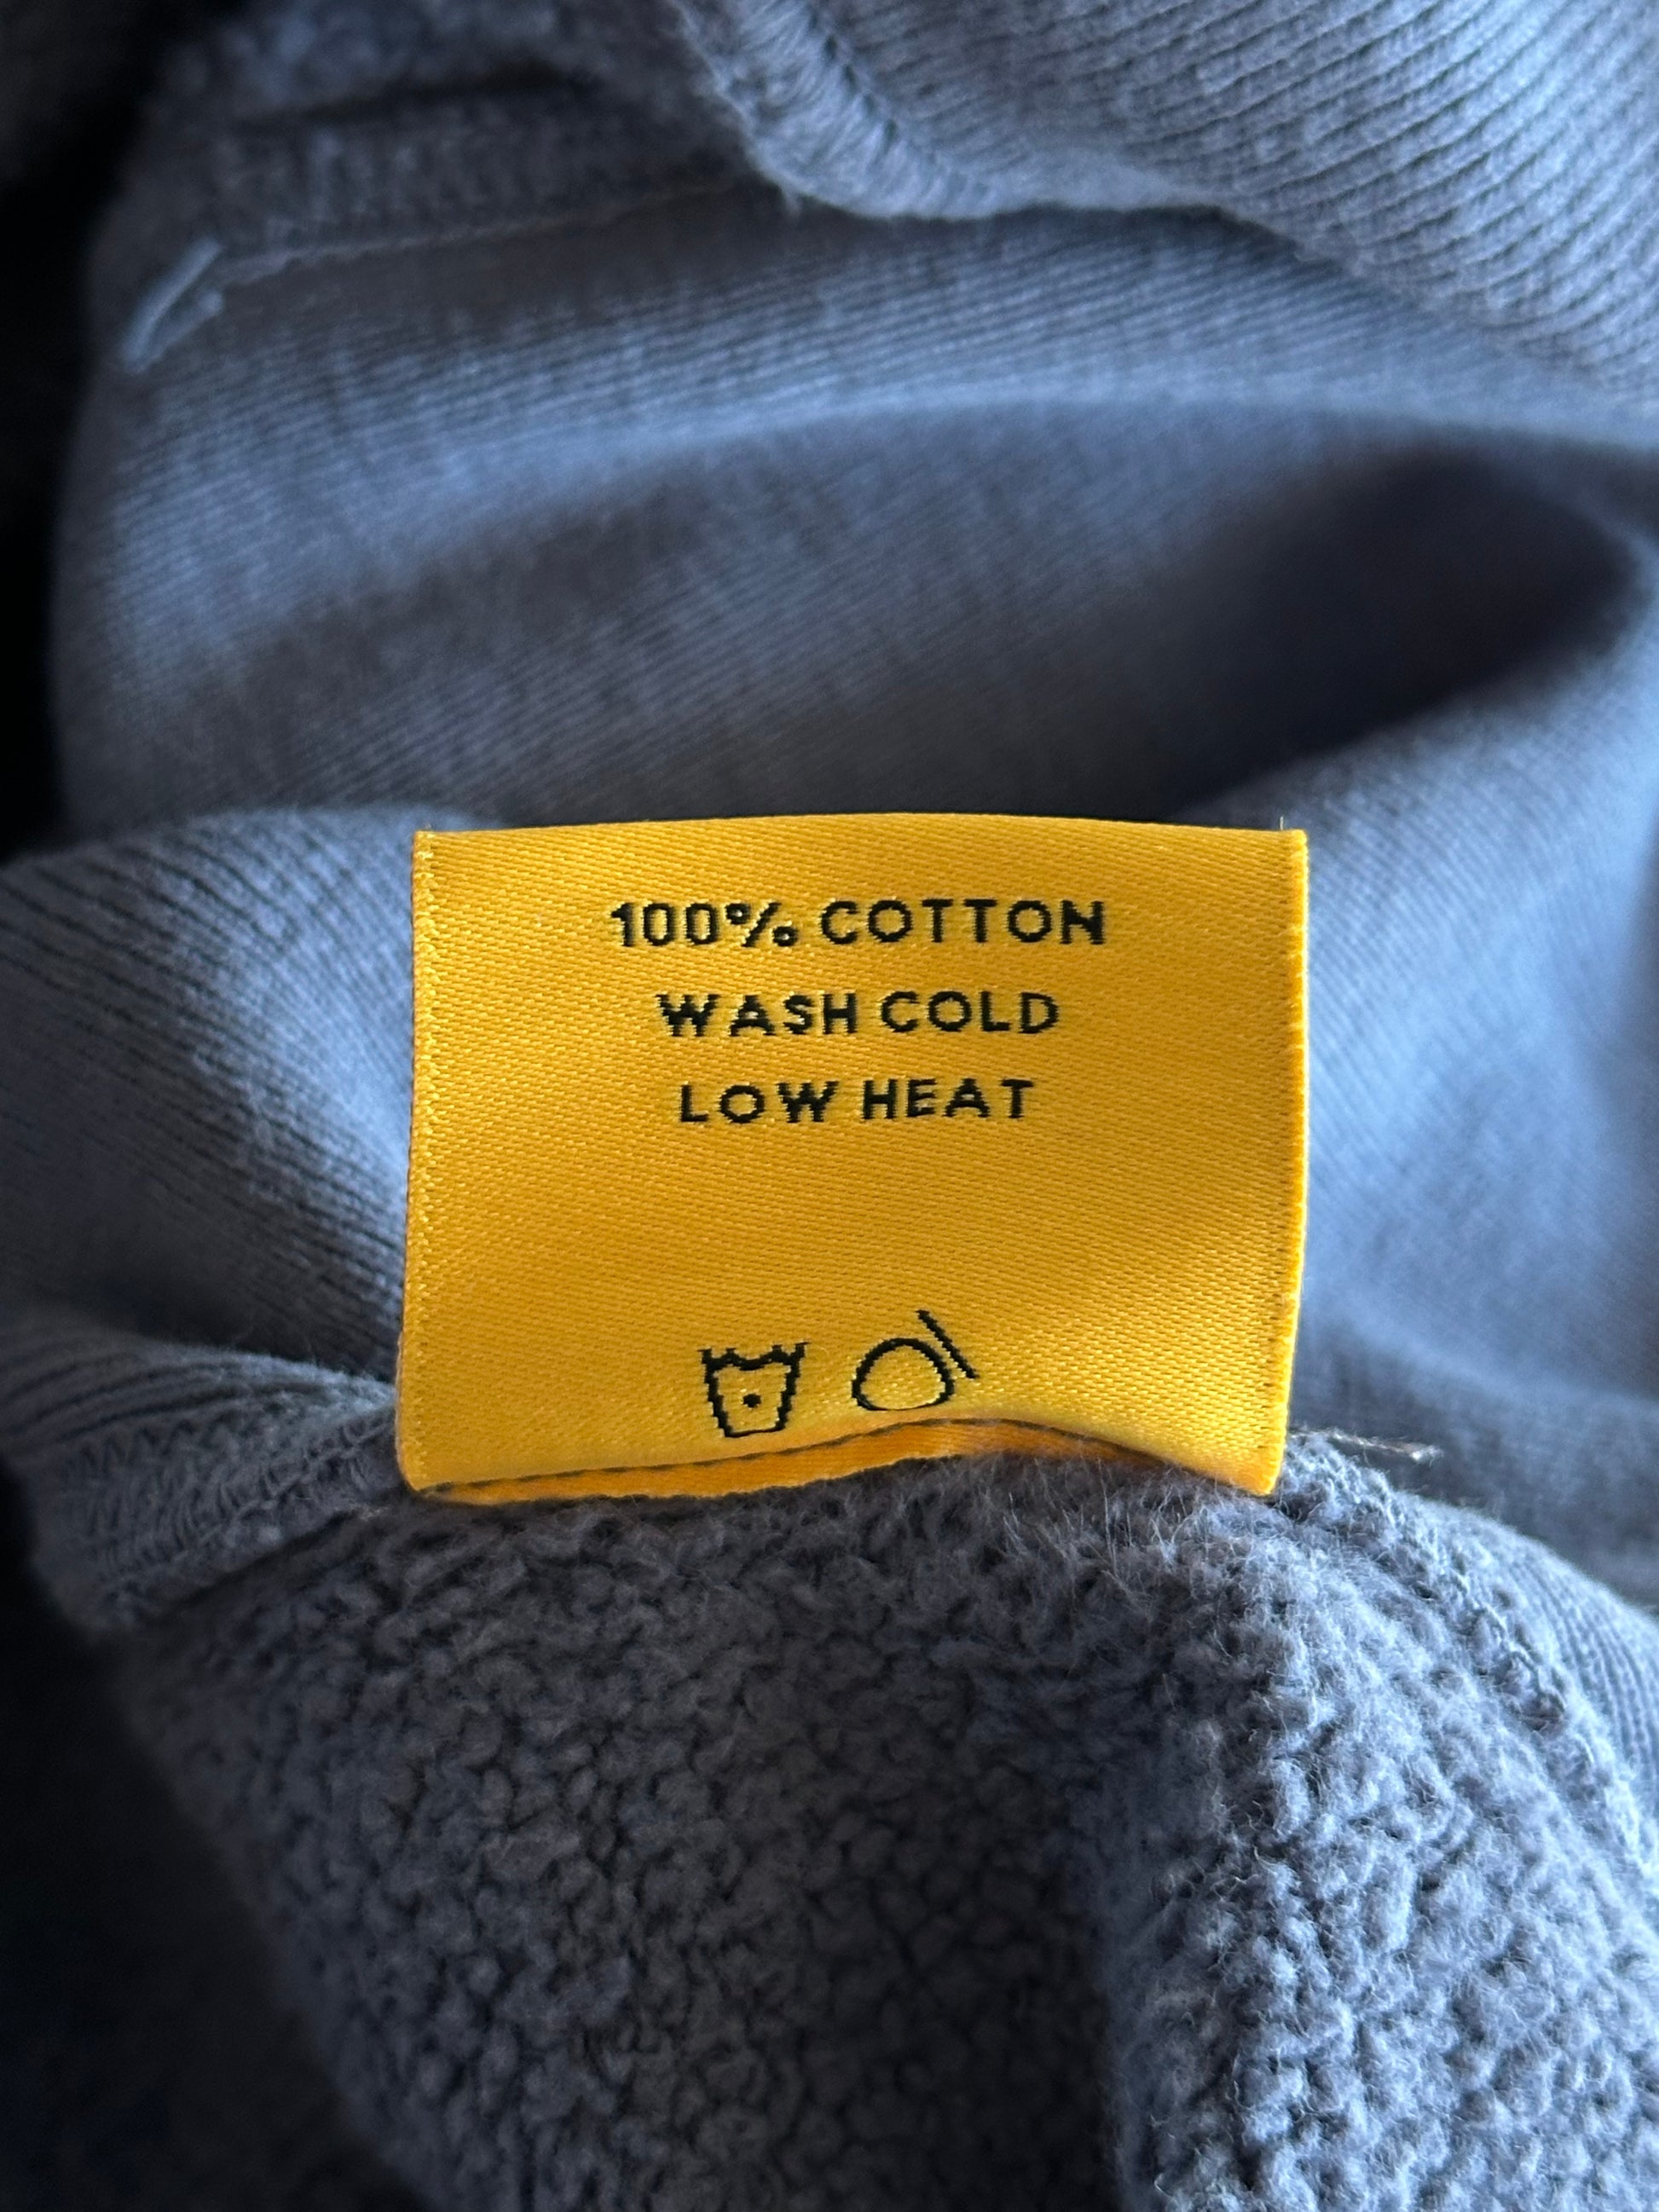 100% COTTON
WASH COLD
LOW HEAT